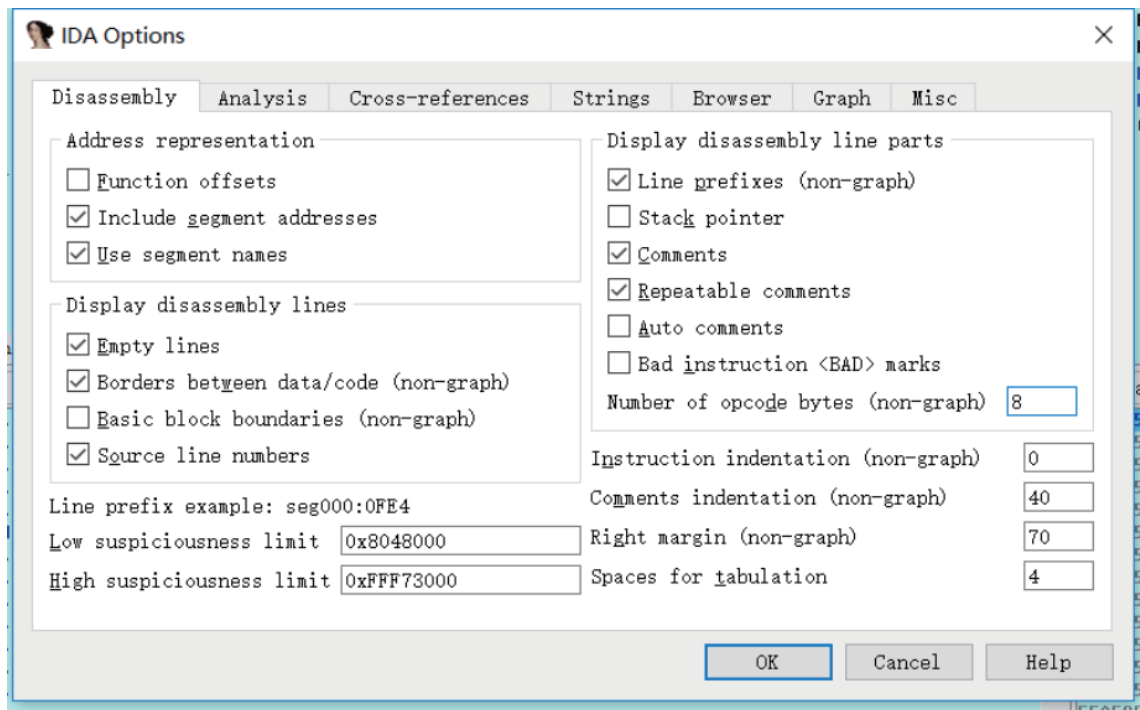 IDA Options
Disassembly Analysis Cross-references Strings Browser Graph Misc
Address representation
Function offsets
Include segment addresses
Use segment names
Display disassembly lines
Empty lines
Borders between data/code (non-graph)
Basic block boundaries (non-graph)
Source line numbers
Line prefix example: seg000:0FE4
Low suspiciousness limit 0x8048000
High suspiciousness limit 0xFFF73000
Display disassembly line parts
Line prefixes (non-graph)
Stack pointer
Comments
Repeatable comments
Auto comments
Bad instruction <BAD> marks
Number of opcode bytes (non-graph) 8
Instruction indentation (non-graph) 0
Comments indentation (non-graph) 40
Right margin (non-graph) 70
Spaces for tabulation 4
OK Cancel Help